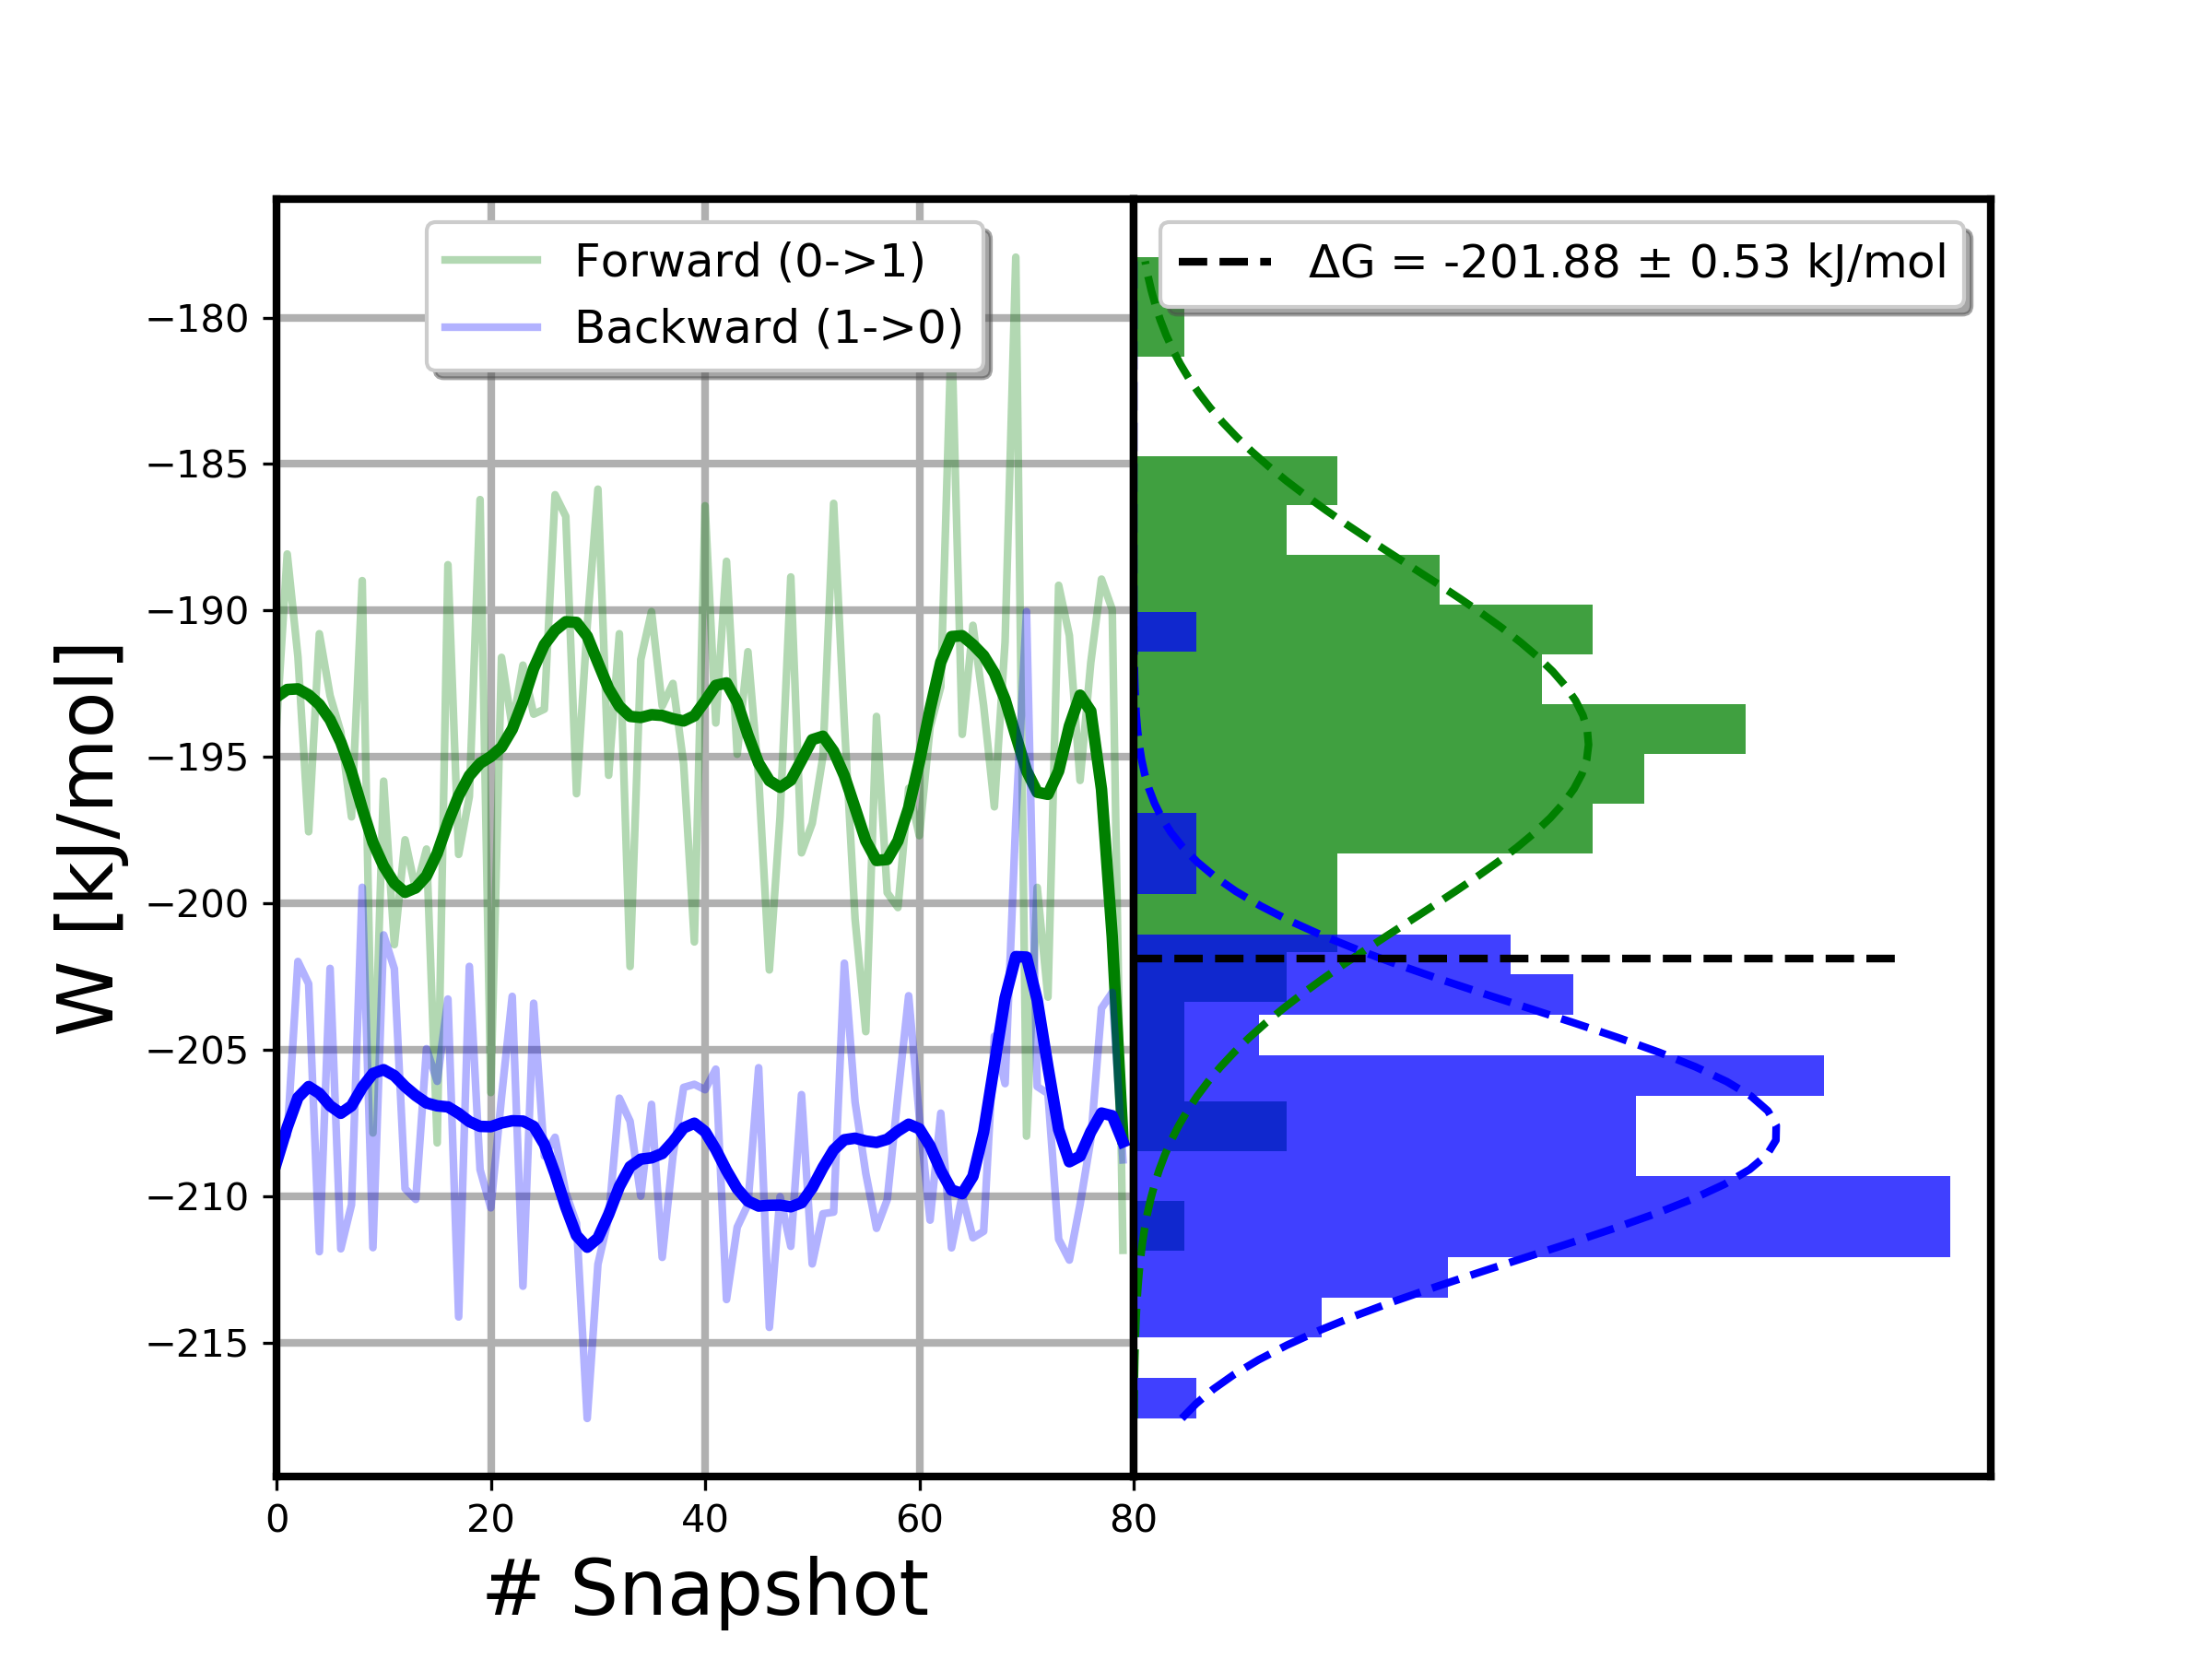 Forward (0->1)
Backward (1->0)
ΔG = -201.88 ± 0.53 kJ/mol
W [kJ/mol]
−180
−185
−190
−195
−200
−205
−210
−215
0 20 40 60 80
# Snapshot